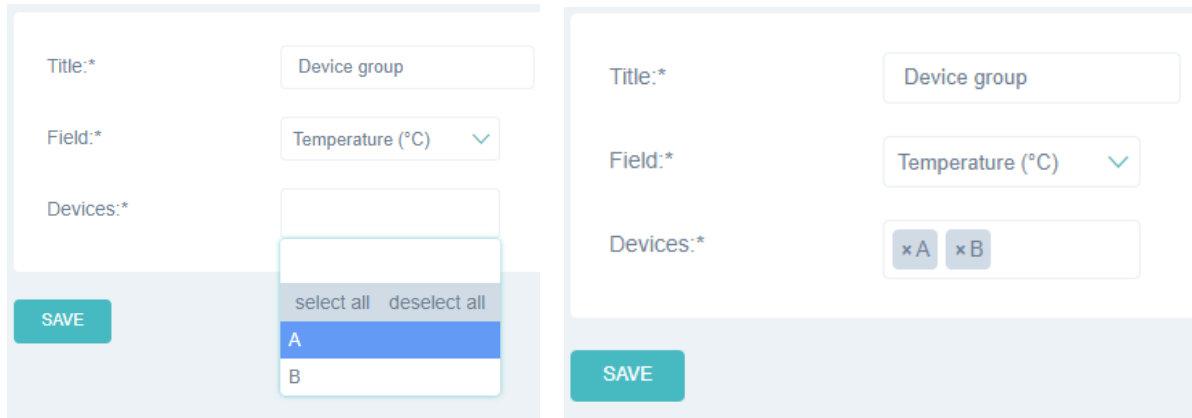 Title:* Device group
Field:* Temperature (°C)
Devices:*
select all deselect all
A
B
SAVE
Title:* Device group
Field:* Temperature (°C)
Devices:* ×A ×B
SAVE